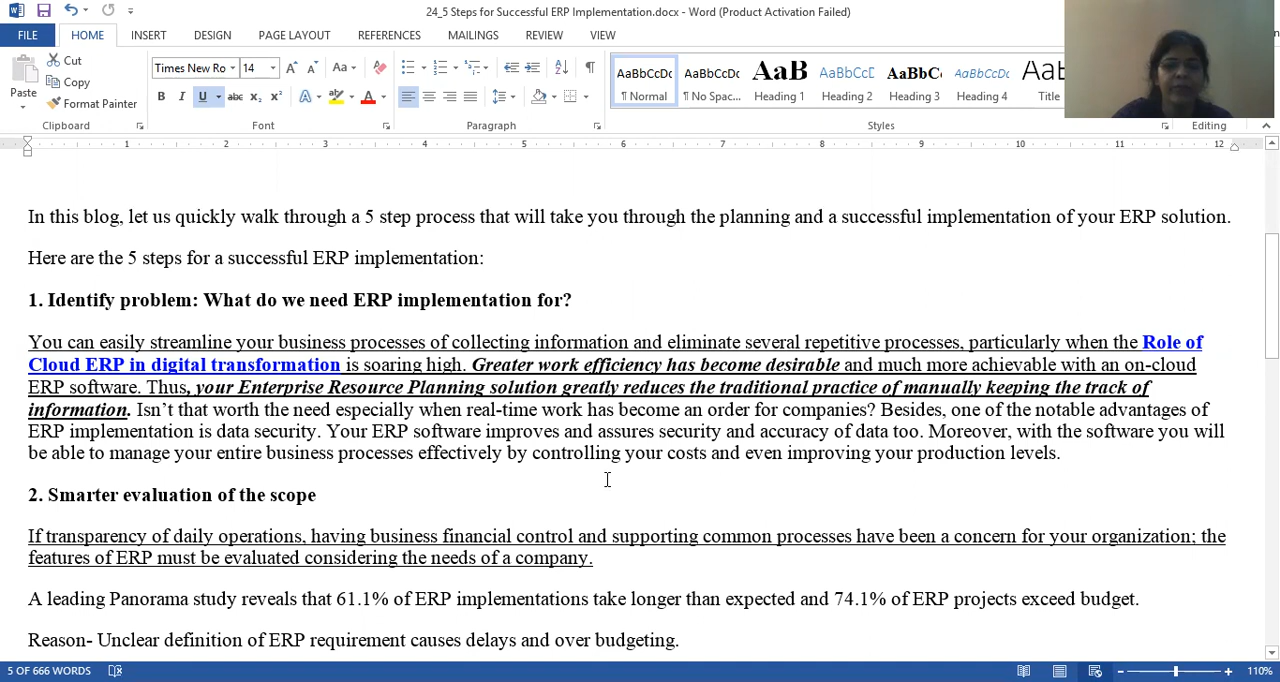 24_5 Steps for Successful ERP Implementation.docx - Word (Product Activation Failed)
FILE HOME INSERT DESIGN PAGE LAYOUT REFERENCES MAILINGS REVIEW VIEW
Cut
Copy
Format Painter
Paste
Times New Ro 14
AaBbCcDc AaBbCcDc AaB AaBbCcD AaBbCc AaBbCcD
¶ Normal ¶ No Spac... Heading 1 Heading 2 Heading 3 Heading 4 Title
Clipboard Font Paragraph Styles Editing
1 2 3 4 5 6 7 8 9 10 11 12
In this blog, let us quickly walk through a 5 step process that will take you through the planning and a successful implementation of your ERP solution.
Here are the 5 steps for a successful ERP implementation:
1. Identify problem: What do we need ERP implementation for?
You can easily streamline your business processes of collecting information and eliminate several repetitive processes, particularly when the Role of
Cloud ERP in digital transformation is soaring high. Greater work efficiency has become desirable and much more achievable with an on-cloud
ERP software. Thus, your Enterprise Resource Planning solution greatly reduces the traditional practice of manually keeping the track of
information. Isn’t that worth the need especially when real-time work has become an order for companies? Besides, one of the notable advantages of
ERP implementation is data security. Your ERP software improves and assures security and accuracy of data too. Moreover, with the software you will
be able to manage your entire business processes effectively by controlling your costs and even improving your production levels.
2. Smarter evaluation of the scope
If transparency of daily operations, having business financial control and supporting common processes have been a concern for your organization; the
features of ERP must be evaluated considering the needs of a company.
A leading Panorama study reveals that 61.1% of ERP implementations take longer than expected and 74.1% of ERP projects exceed budget.
Reason- Unclear definition of ERP requirement causes delays and over budgeting.
5 OF 666 WORDS 110%